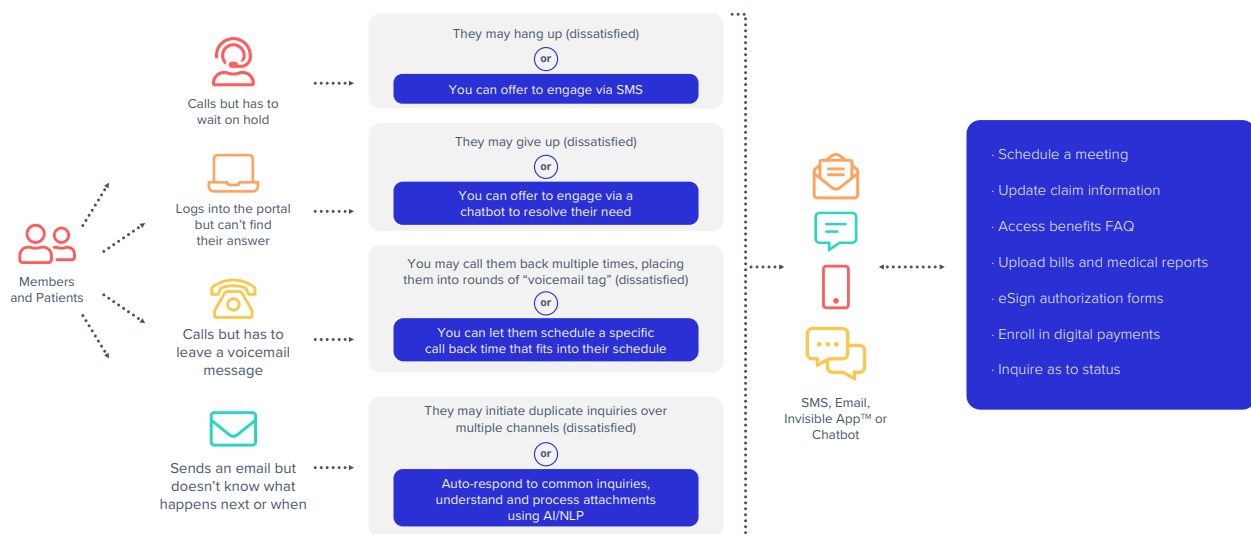 Members
and Patients
Calls but has to
wait on hold
They may hang up (dissatisfied)
or
You can offer to engage via SMS
Logs into the portal
but can't find
their answer
They may give up (dissatisfied)
or
You can offer to engage via a
chatbot to resolve their need
Calls but has to
leave a voicemail
message
You may call them back multiple times, placing
them into rounds of “voicemail tag” (dissatisfied)
or
You can let them schedule a specific
call back time that fits into their schedule
Sends an email but
doesn't know what
happens next or when
They may initiate duplicate inquiries over
multiple channels (dissatisfied)
or
Auto-respond to common inquiries,
understand and process attachments
using AI/NLP
SMS, Email,
Invisible App™ or
Chatbot
· Schedule a meeting
· Update claim information
· Access benefits FAQ
· Upload bills and medical reports
· eSign authorization forms
· Enroll in digital payments
· Inquire as to status